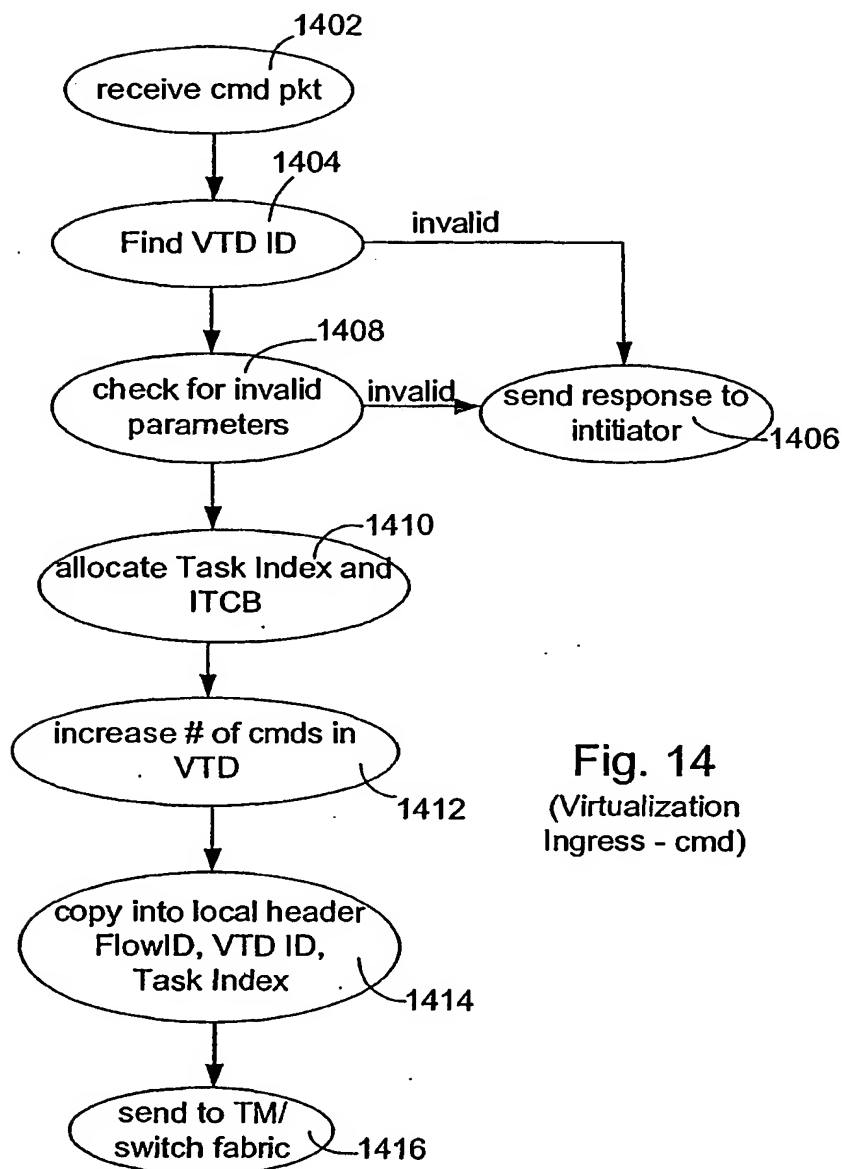 1402
receive cmd pkt
1404
Find VTD ID
invalid
1408
check for invalid
parameters
invalid
send response to
intitiator
1406
1410
allocate Task Index and
ITCB
increase # of cmds in
VTD
1412
Fig. 14
(Virtualization
Ingress - cmd)
copy into local header
FlowID, VTD ID,
Task Index
1414
send to TM/
switch fabric
1416